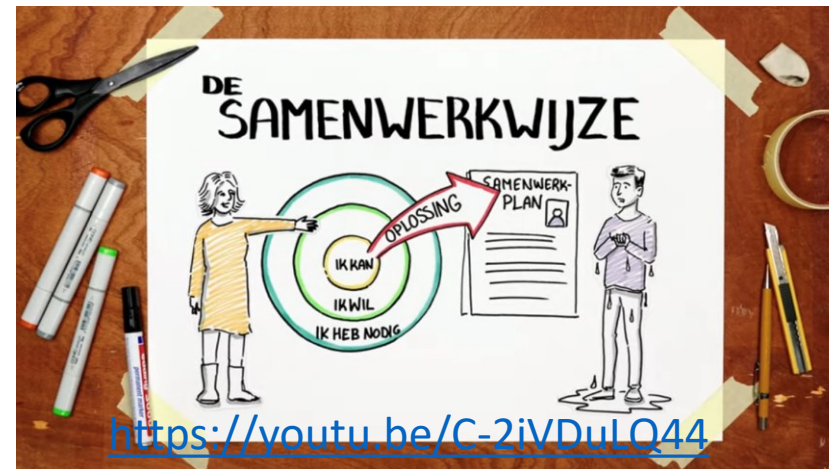 DE
SAMENWERKWIJZE
SAMENWERK-
PLAN
OPLOSSING
IK KAN
IK WIL
IK HEB NODIG
https://youtu.be/C-2iVDuLQ44